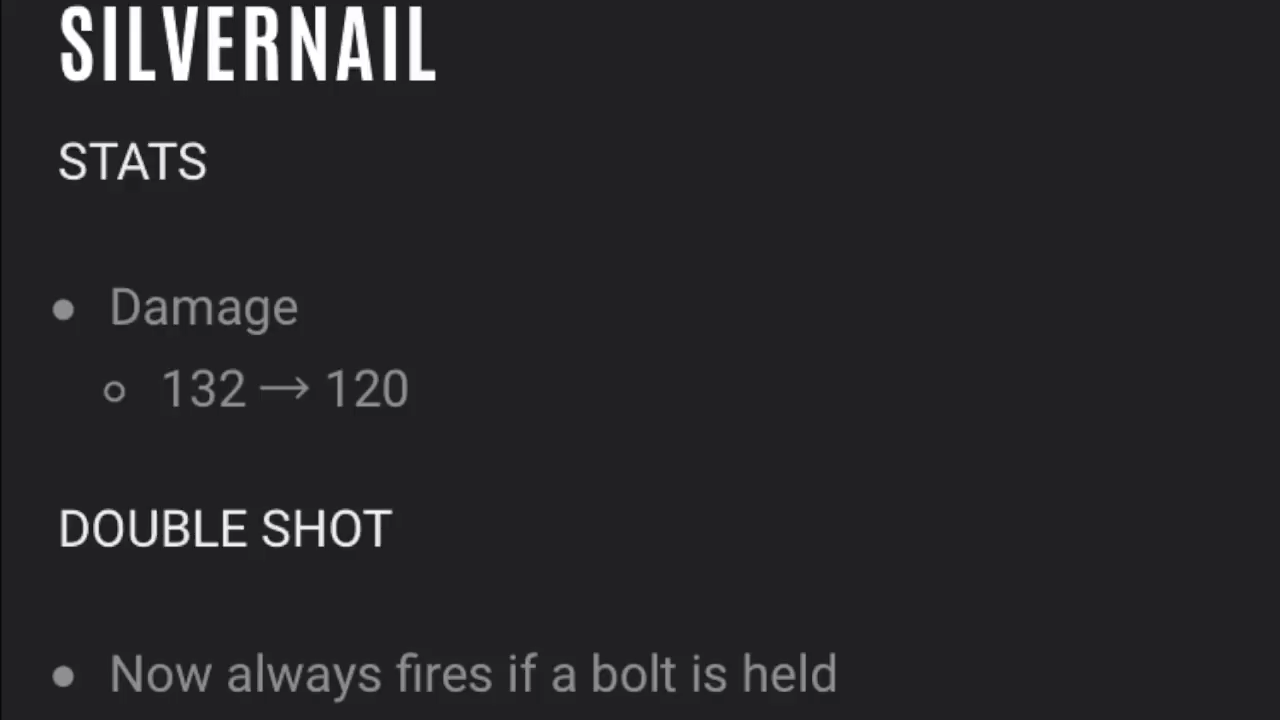 SILVERNAIL
STATS
● Damage
○ 132 → 120
DOUBLE SHOT
● Now always fires if a bolt is held